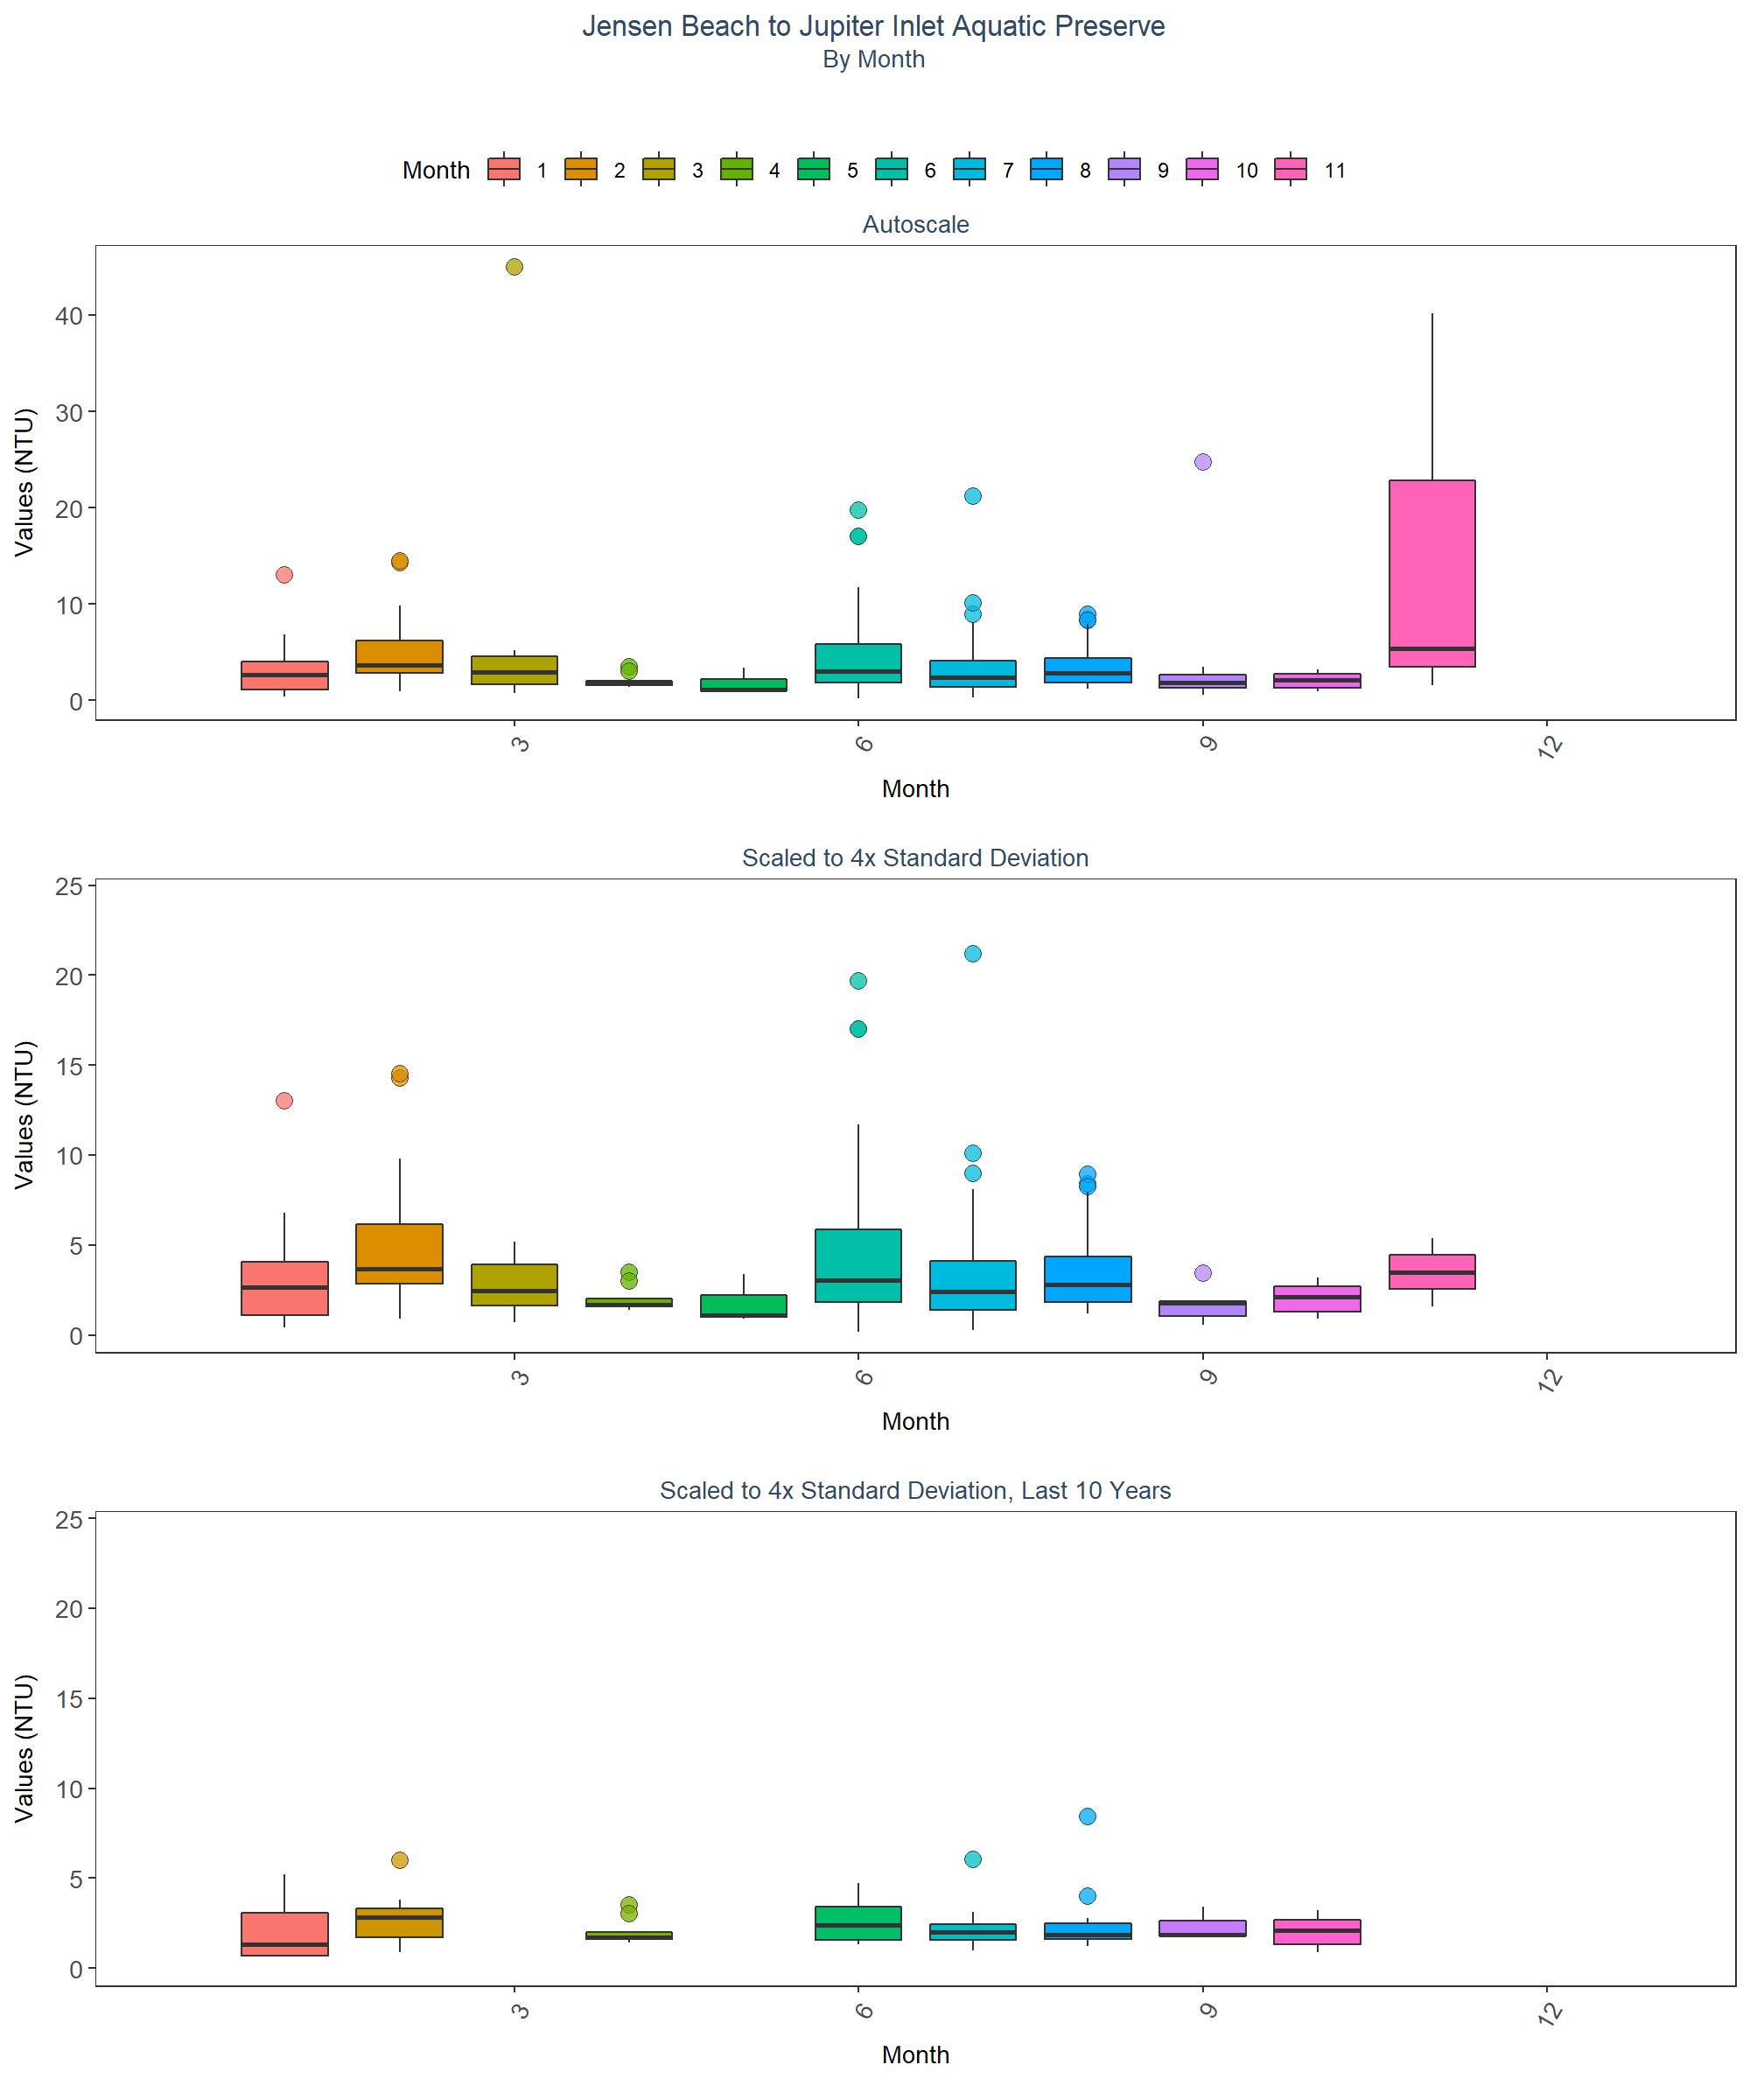 Jensen Beach to Jupiter Inlet Aquatic Preserve
By Month
Month 1 2 3 4 5 6 7 8 9 10 11
Autoscale
Values (NTU)
40
30
20
10
0
3 6 9 12
Month
Scaled to 4x Standard Deviation
Values (NTU)
25
20
15
10
5
0
3 6 9 12
Month
Scaled to 4x Standard Deviation, Last 10 Years
Values (NTU)
25
20
15
10
5
0
3 6 9 12
Month